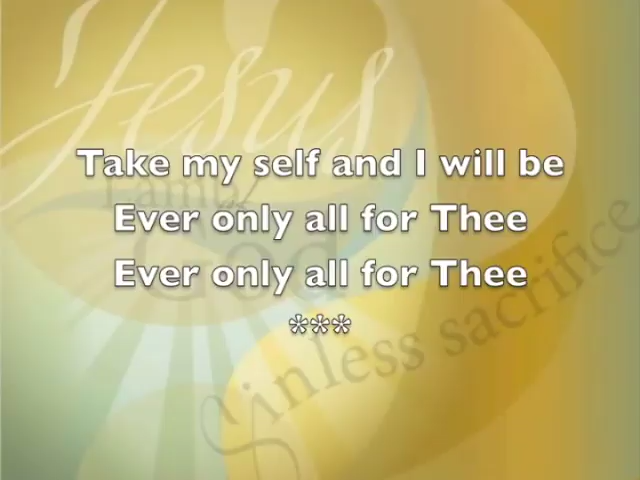 Jesus
Take my self and I will be
Lamb of
Ever only all for Thee
God
Ever only all for Thee
***
Sinless sacrifice